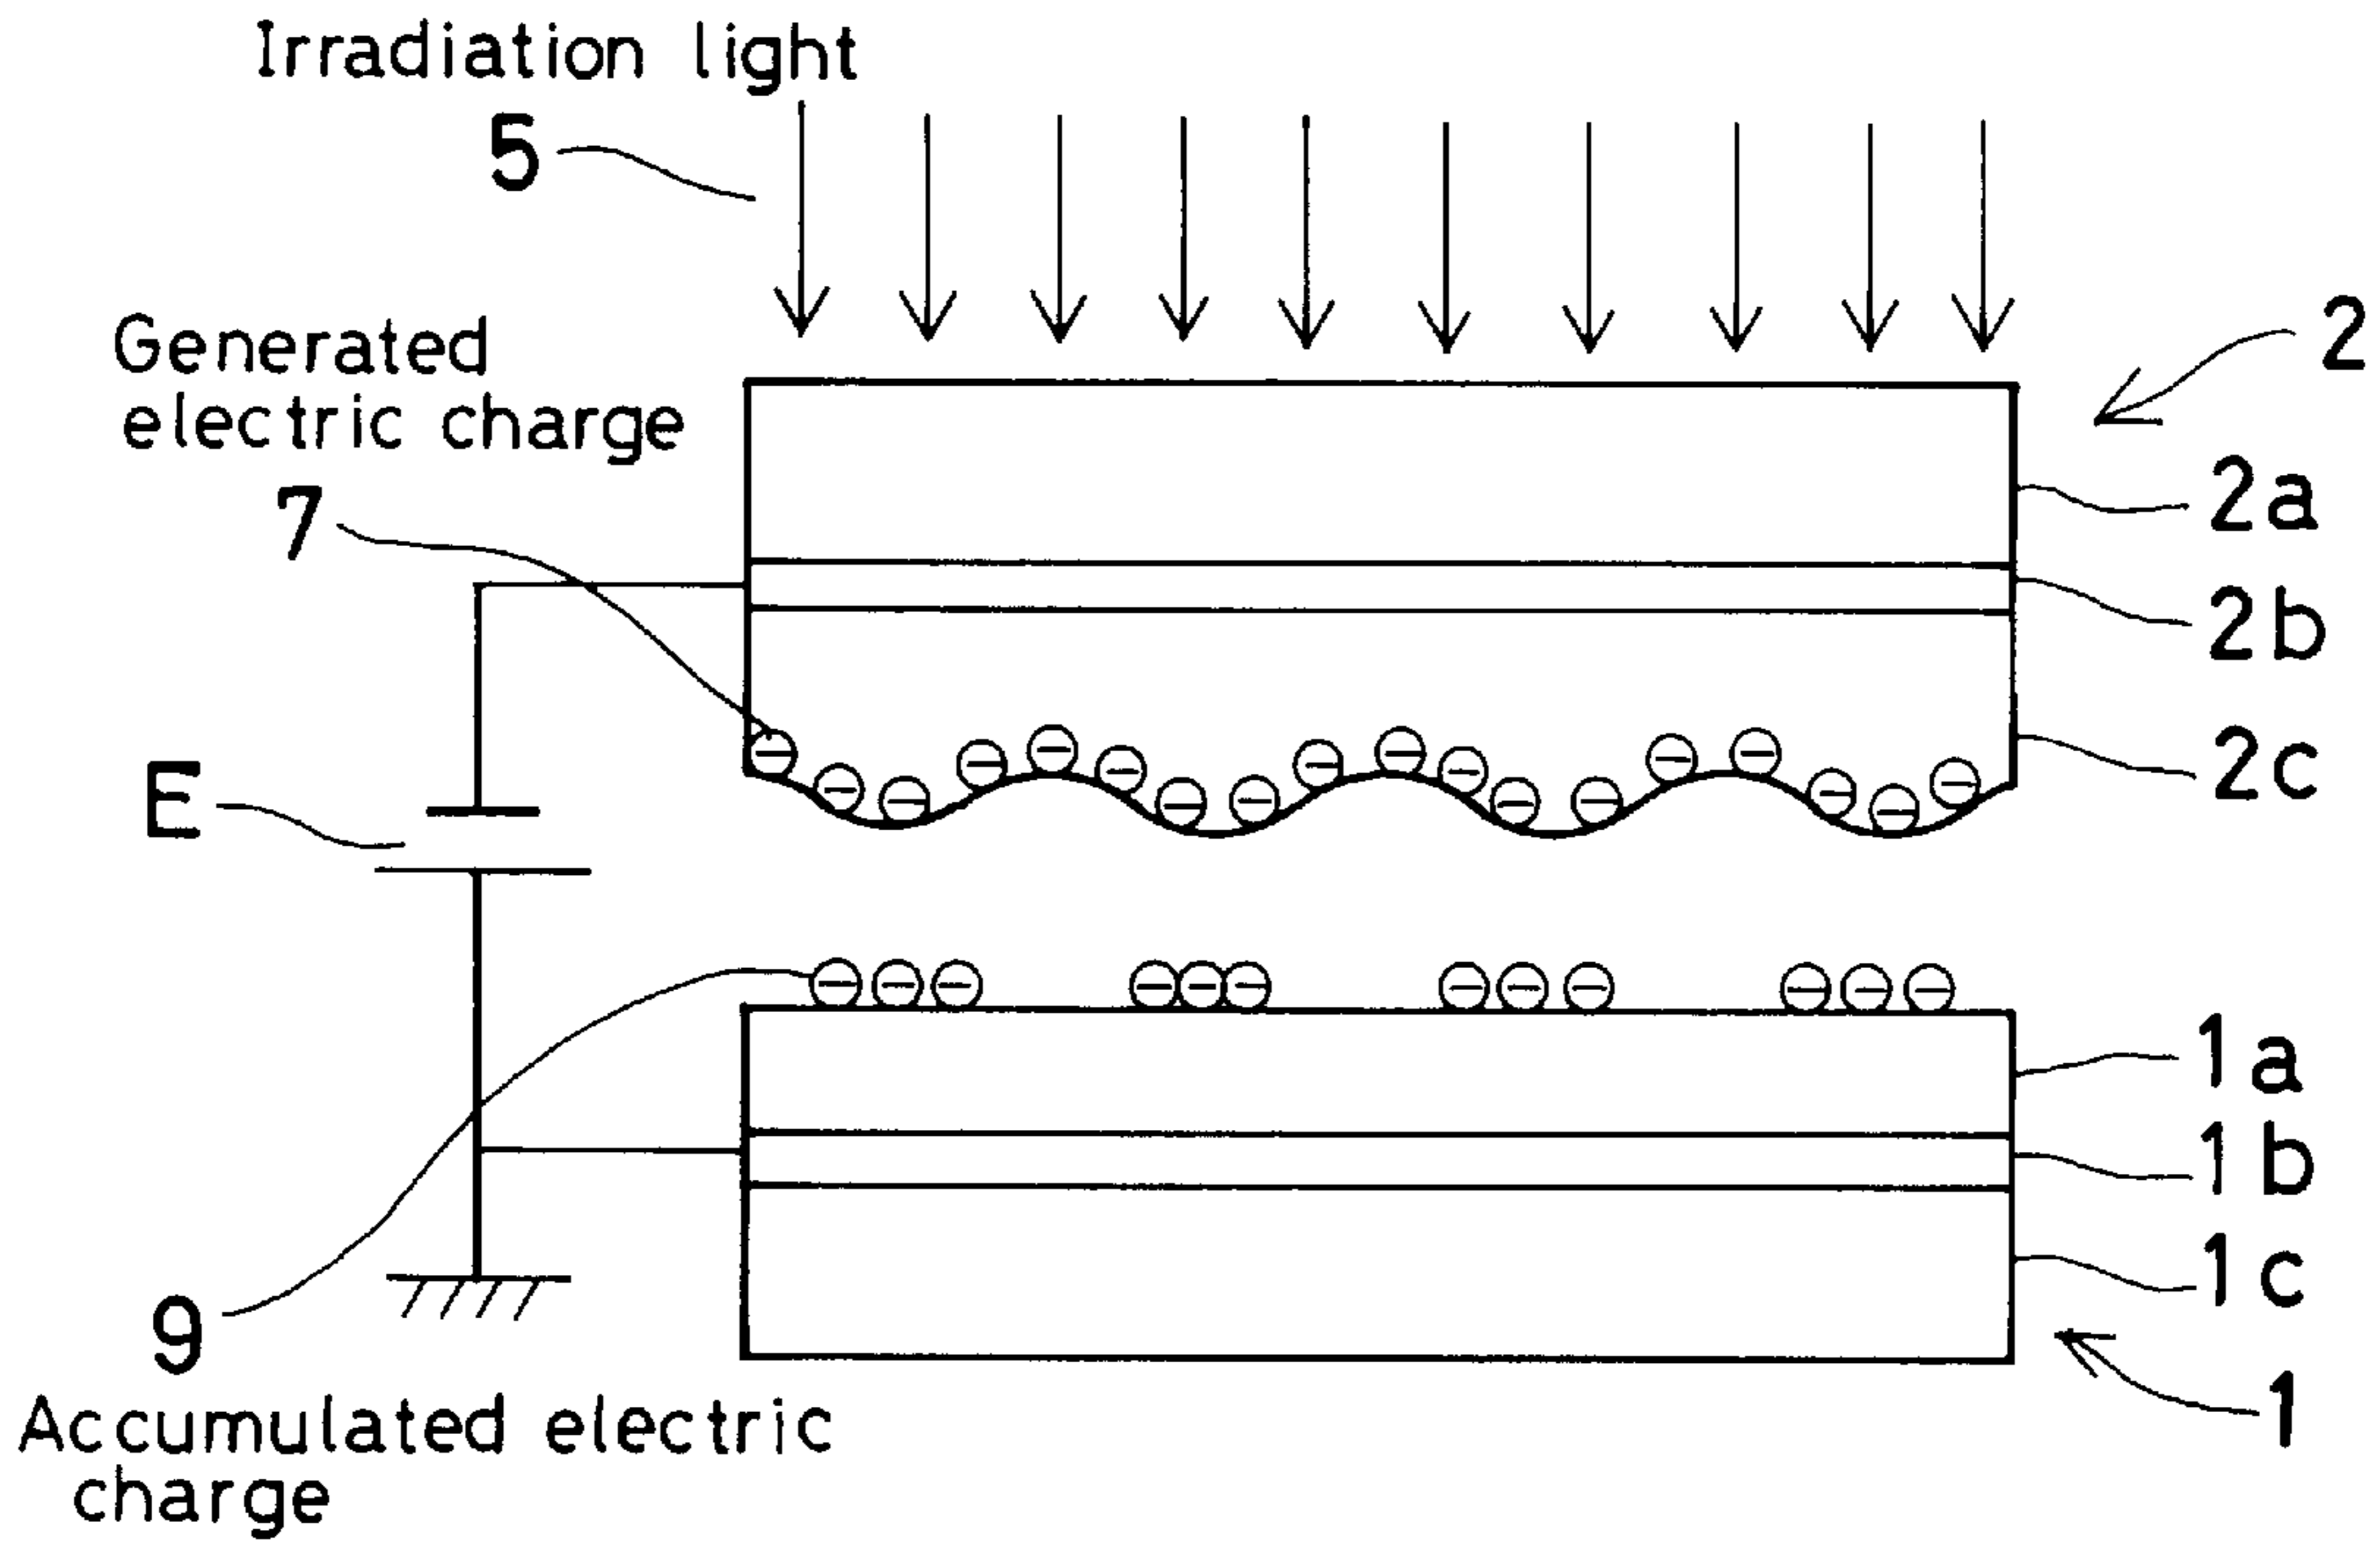 Irradiation light
5
Generated
electric charge
7
2
2a
2b
2c
E
1a
1b
1c
9
Accumulated electric
charge
1